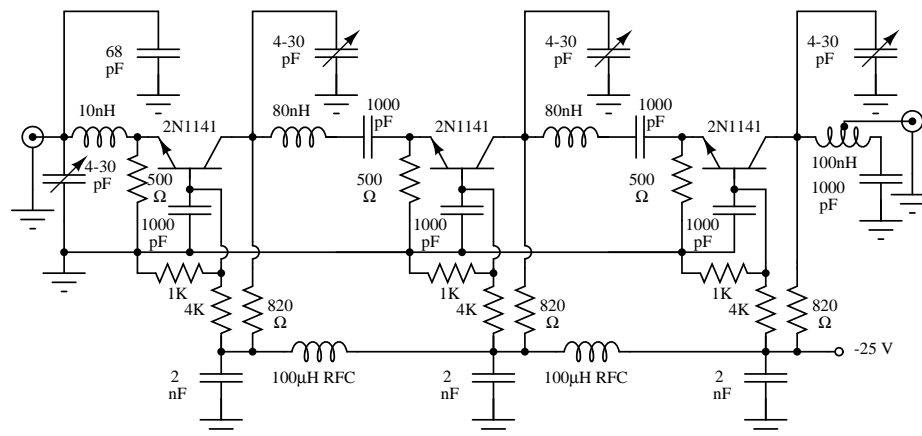 68
pF
4-30
pF
4-30
pF
4-30
pF
10nH
2N1141
80nH
1000
pF
2N1141
80nH
1000
pF
2N1141
100nH
1000
pF
4-30
pF
500
Ω
1000
pF
500
Ω
1000
pF
500
Ω
1000
pF
1K
4K
820
Ω
1K
4K
820
Ω
1K
4K
820
Ω
100µH RFC
100µH RFC
-25 V
2
nF
2
nF
2
nF